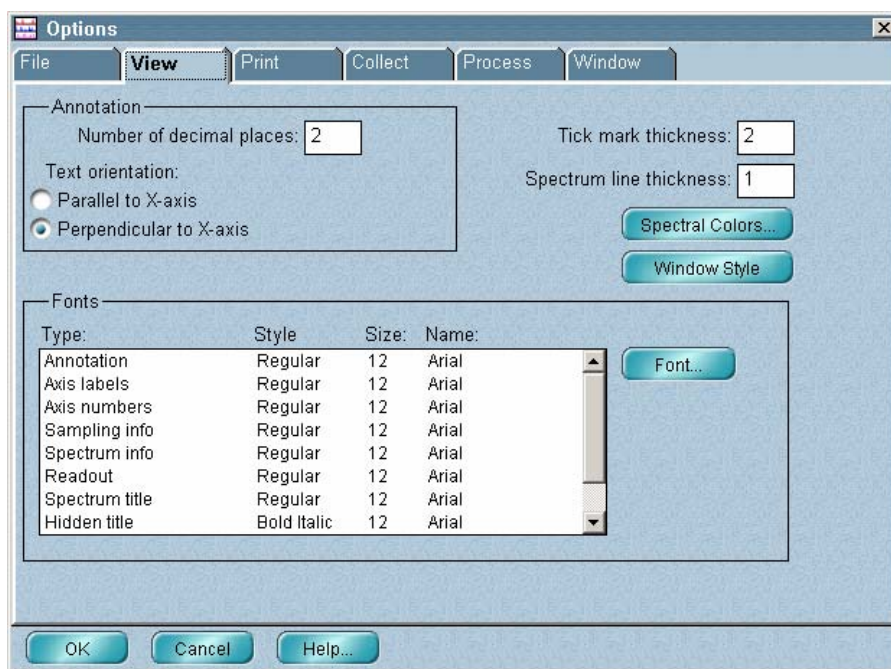 Options
File View Print Collect Process Window
Annotation
Number of decimal places: 2
Text orientation:
Parallel to X-axis
Perpendicular to X-axis
Tick mark thickness: 2
Spectrum line thickness: 1
Spectral Colors...
Window Style
Fonts
Type: Style Size: Name:
Annotation Regular 12 Arial
Axis labels Regular 12 Arial
Axis numbers Regular 12 Arial
Sampling info Regular 12 Arial
Spectrum info Regular 12 Arial
Readout Regular 12 Arial
Spectrum title Regular 12 Arial
Hidden title Bold Italic 12 Arial
Font...
OK Cancel Help...